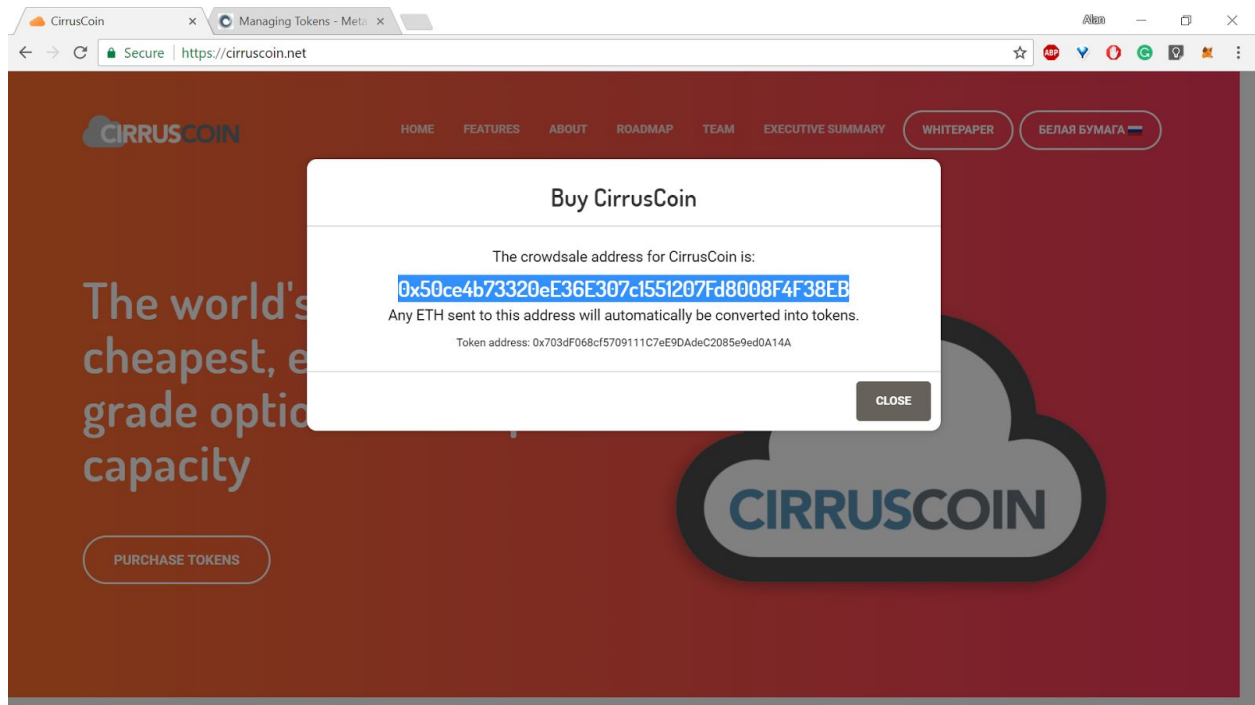 CirrusCoin
Managing Tokens - Meta
Alan
Secure
https://cirruscoin.net
ABP
CIRRUSCOIN
HOME
FEATURES
ABOUT
ROADMAP
TEAM
EXECUTIVE SUMMARY
WHITEPAPER
БЕЛАЯ БУМАГА
Buy CirrusCoin
The crowdsale address for CirrusCoin is:
0x50ce4b73320eE36E307c1551207Fd8008F4F38EB
Any ETH sent to this address will automatically be converted into tokens.
Token address: 0x703dF068cf5709111C7eE9DAdeC2085e9ed0A14A
CLOSE
The world's
cheapest, e
grade optio
capacity
PURCHASE TOKENS
CIRRUSCOIN